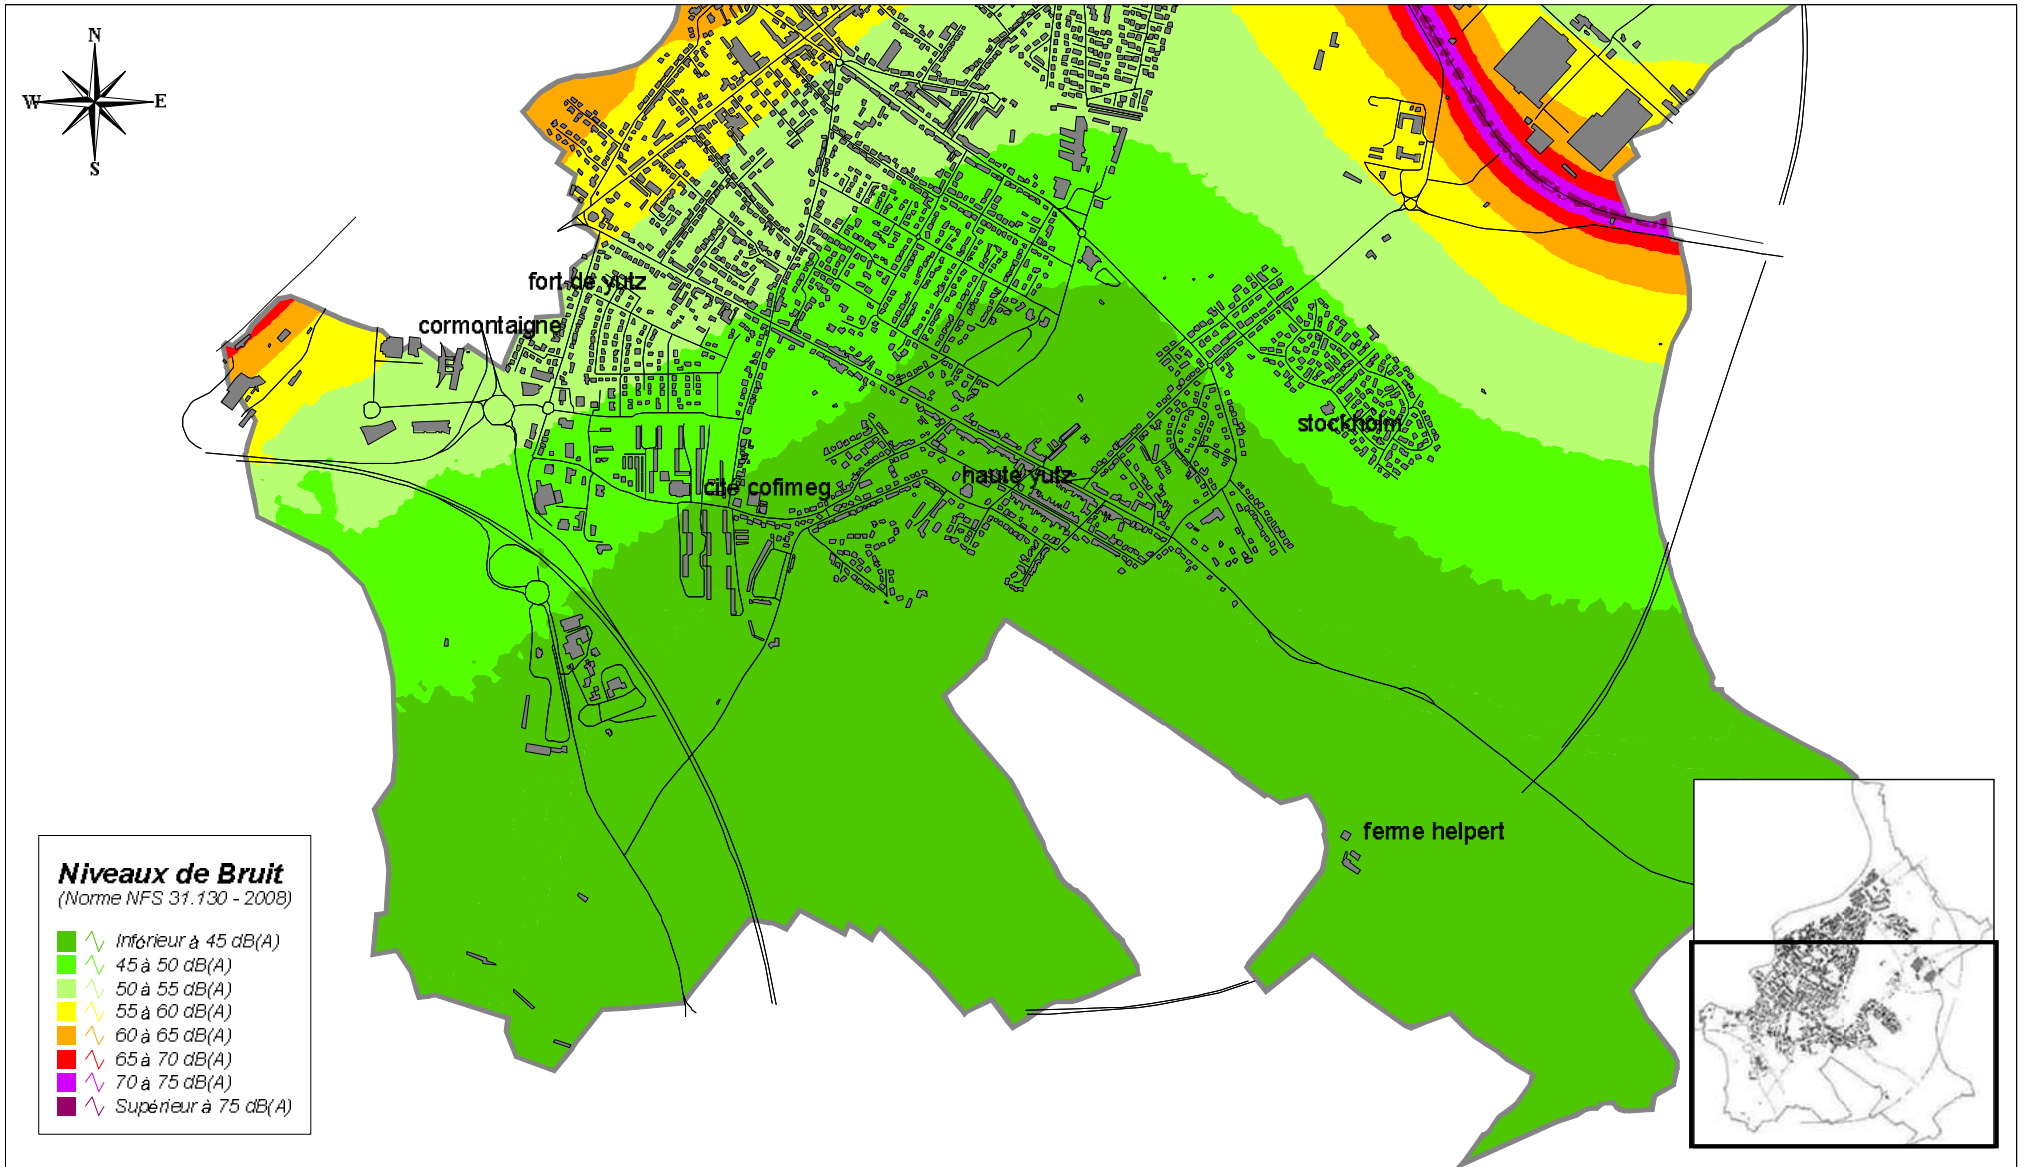 N
W
E
S
fort de yutz
cormontaigne
stockholm
haute yutz
cite cofimeg
ferme helpert
Niveaux de Bruit
(Norme NFS 31.130 - 2008)
Inférieur à 45 dB(A)
45 à 50 dB(A)
50 à 55 dB(A)
55 à 60 dB(A)
60 à 65 dB(A)
65 à 70 dB(A)
70 à 75 dB(A)
Supérieur à 75 dB(A)